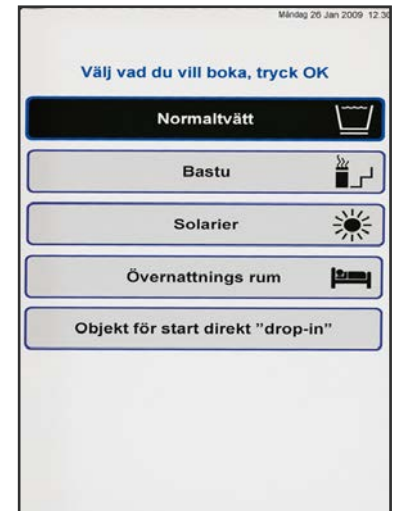 Måndag 26 Jan 2009 12.30
Välj vad du vill boka, tryck OK
Normaltvätt
Bastu
Solarier
Övernattnings rum
Objekt för start direkt ”drop-in”